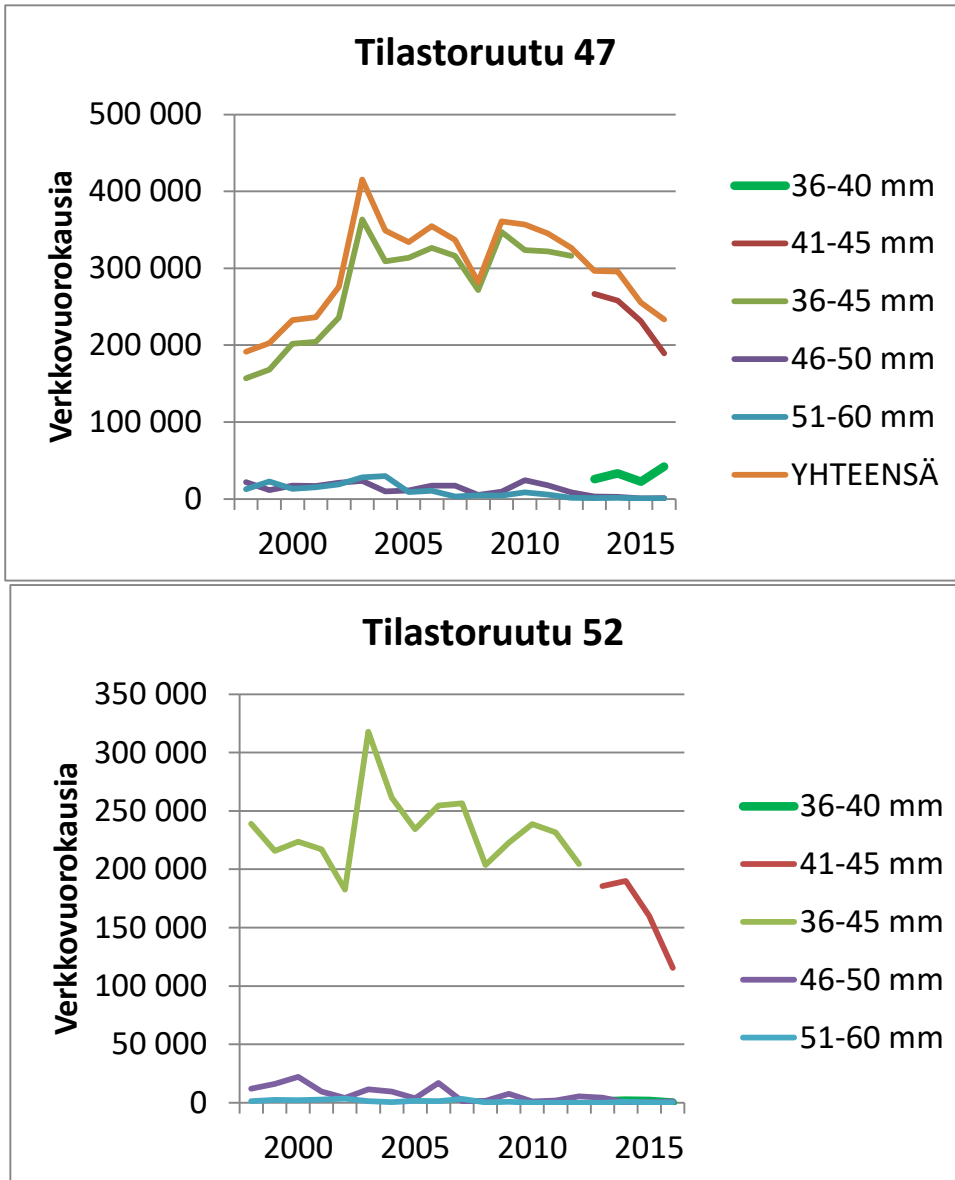 Tilastoruutu 47
Verkkovuorokausia
500 000
400 000
300 000
200 000
100 000
0
2000 2005 2010 2015
36-40 mm
41-45 mm
36-45 mm
46-50 mm
51-60 mm
YHTEENSÄ
Tilastoruutu 52
Verkkovuorokausia
350 000
300 000
250 000
200 000
150 000
100 000
50 000
0
2000 2005 2010 2015
36-40 mm
41-45 mm
36-45 mm
46-50 mm
51-60 mm